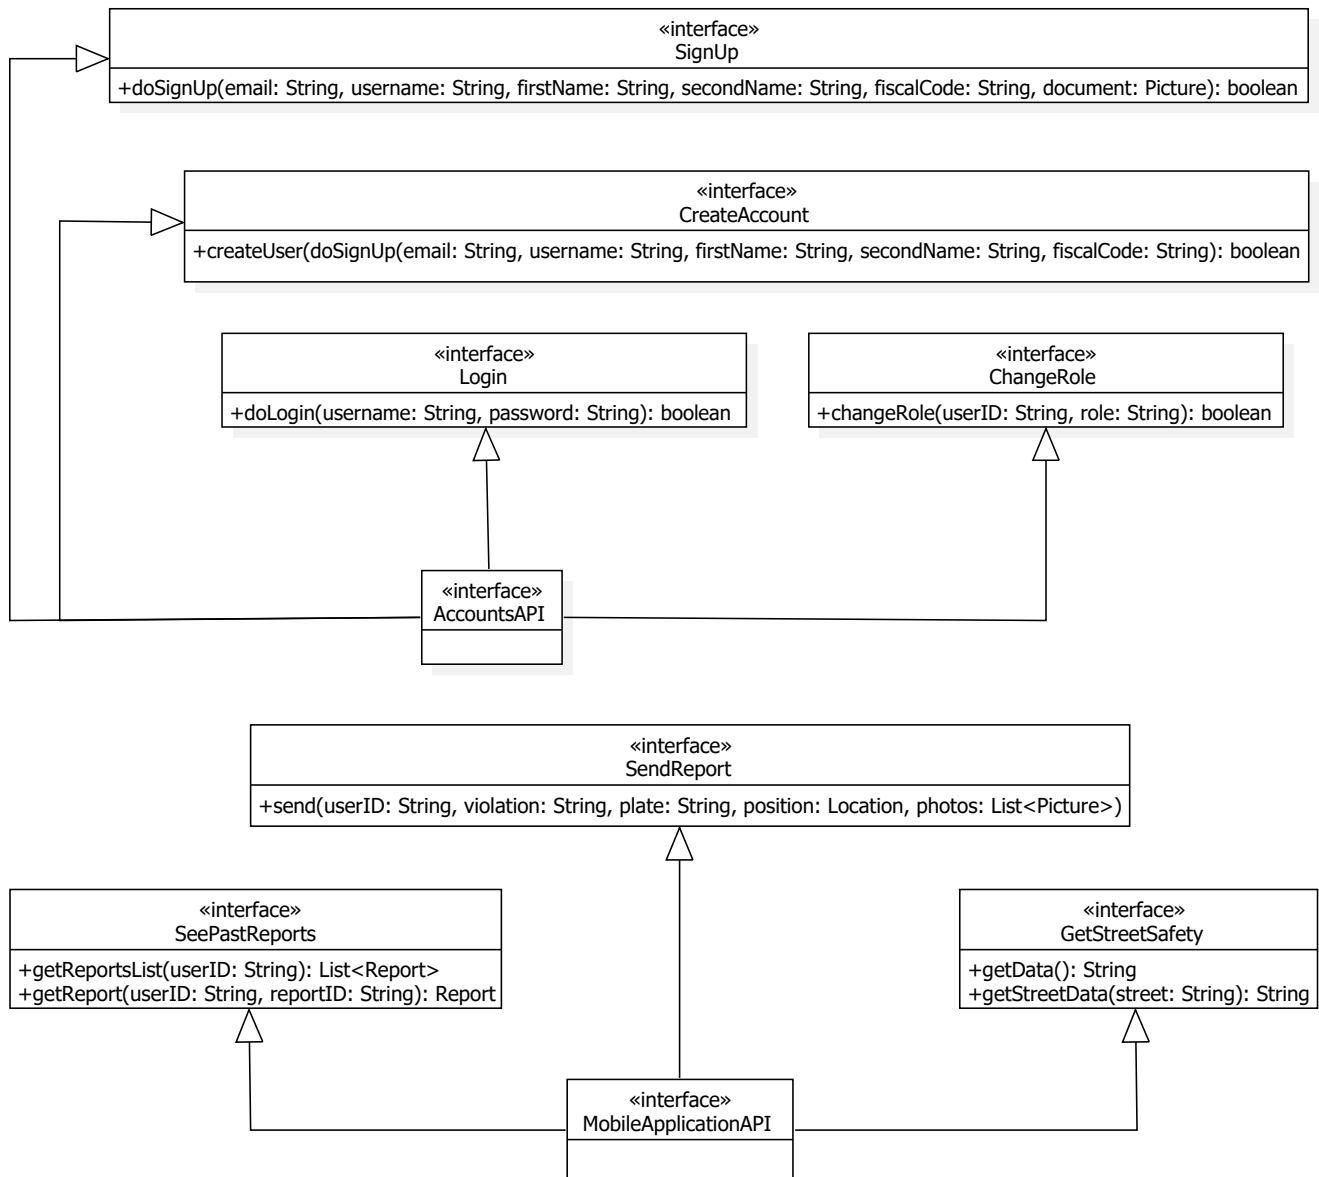 «interface»
SignUp
+doSignUp(email: String, username: String, firstName: String, secondName: String, fiscalCode: String, document: Picture): boolean
«interface»
CreateAccount
+createUser(doSignUp(email: String, username: String, firstName: String, secondName: String, fiscalCode: String): boolean
«interface»
Login
+doLogin(username: String, password: String): boolean
«interface»
ChangeRole
+changeRole(userID: String, role: String): boolean
«interface»
AccountsAPI
«interface»
SendReport
+send(userID: String, violation: String, plate: String, position: Location, photos: List<Picture>)
«interface»
SeePastReports
+getReportsList(userID: String): List<Report>
+getReport(userID: String, reportID: String): Report
«interface»
GetStreetSafety
+getData(): String
+getStreetData(street: String): String
«interface»
MobileApplicationAPI